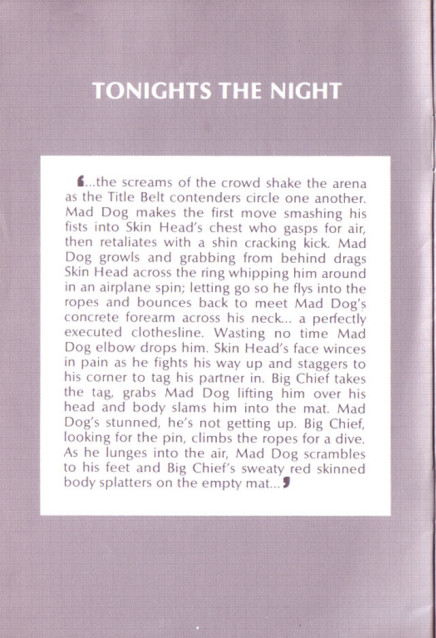 TONIGHTS THE NIGHT
❛...the screams of the crowd shake the arena
as the Title Belt contenders circle one another.
Mad Dog makes the first move smashing his
fists into Skin Head's chest who gasps for air,
then retaliates with a shin cracking kick. Mad
Dog growls and grabbing from behind drags
Skin Head across the ring whipping him around
in an airplane spin; letting go so he flys into the
ropes and bounces back to meet Mad Dog's
concrete forearm across his neck... a perfectly
executed clothesline. Wasting no time Mad
Dog elbow drops him. Skin Head's face winces
in pain as he fights his way up and staggers to
his corner to tag his partner in. Big Chief takes
the tag, grabs Mad Dog lifting him over his
head and body slams him into the mat. Mad
Dog's stunned, he's not getting up. Big Chief,
looking for the pin, climbs the ropes for a dive.
As he lunges into the air, Mad Dog scrambles
to his feet and Big Chief's sweaty red skinned
body splatters on the empty mat...❜